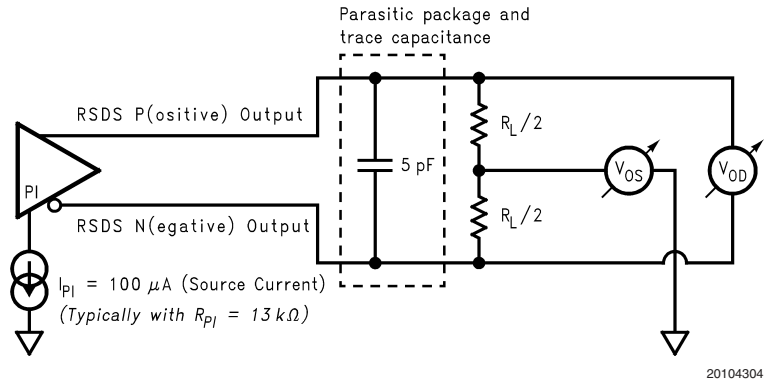 Parasitic package and
trace capacitance
RSDS P(ositive) Output
R_L/2
5 pF
V_OS
V_OD
PI
R_L/2
RSDS N(egative) Output
I_PI = 100 μA (Source Current)
(Typically with R_PI = 13 kΩ)
20104304